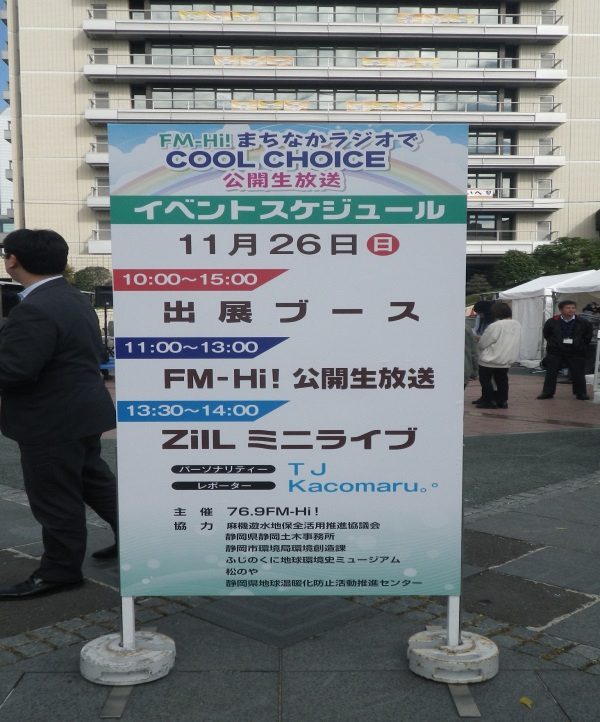 FM-Hi! まちなかラジオで
COOL CHOICE
公開生放送
イベントスケジュール
11月26日 日
10:00～15:00
出展ブース
11:00～13:00
FM-Hi! 公開生放送
13:30～14:00
ZiIL ミニライブ
パーソナリティー TJ
レポーター Kacomaru。°
主催 76.9FM-Hi!
協力 麻機遊水地保全活用推進協議会
静岡県静岡土木事務所
静岡市環境局環境創造課
ふじのくに地球環境史ミュージアム
松のや
静岡県地球温暖化防止活動推進センター